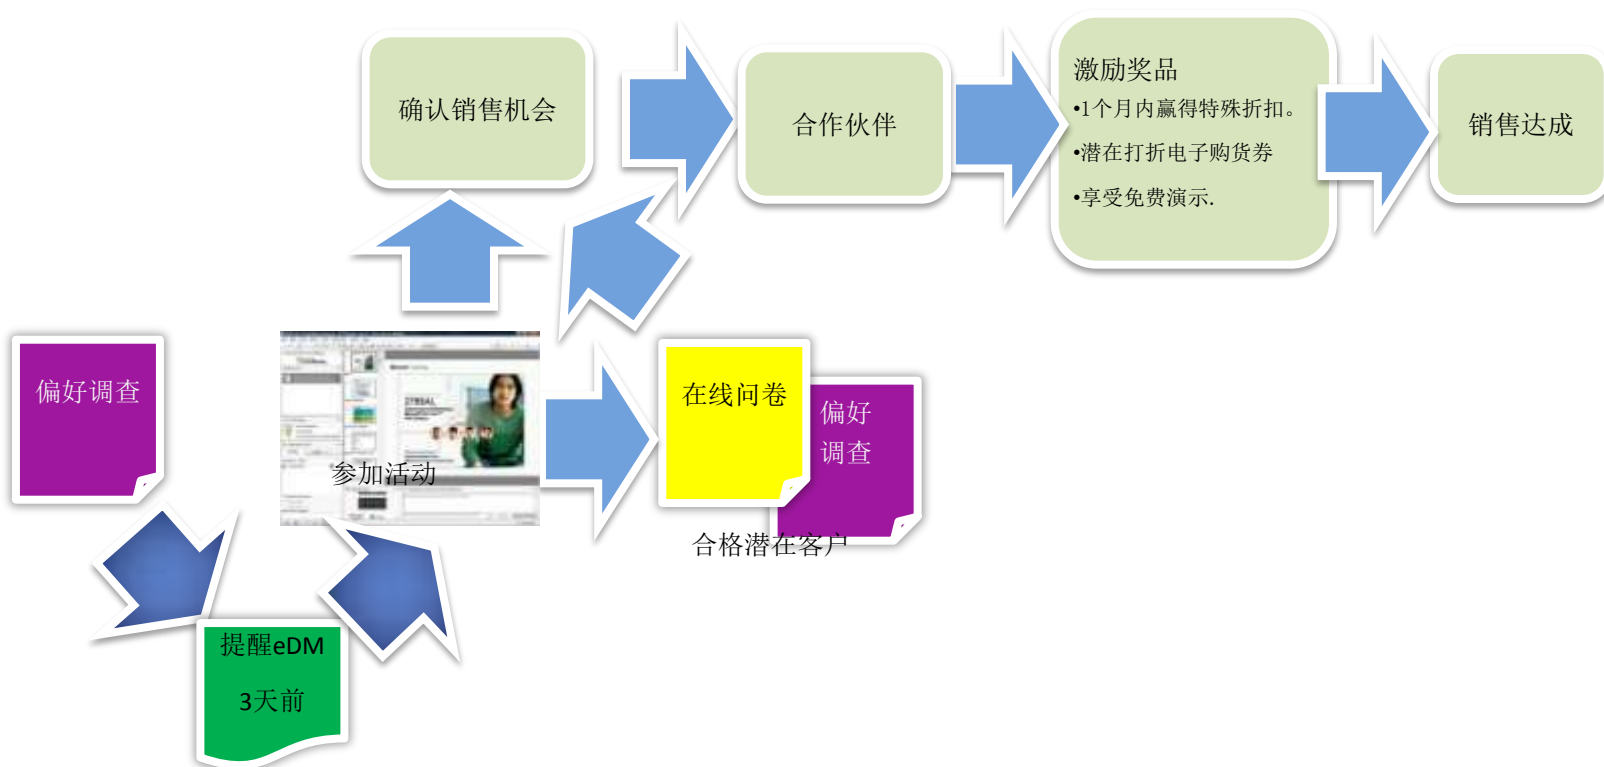 确认销售机会
合作伙伴
激励奖品
•1个月内赢得特殊折扣。
•潜在打折电子购货券
•享受免费演示.
销售达成
偏好调查
参加活动
在线问卷
偏好
调查
合格潜在客户
提醒eDM
3天前